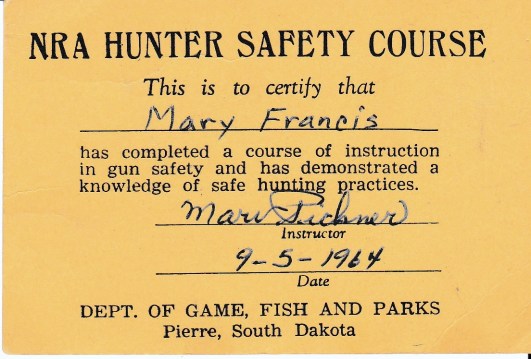 NRA HUNTER SAFETY COURSE
This is to certify that
Mary Francis
has completed a course of instruction
in gun safety and has demonstrated a
knowledge of safe hunting practices.
Marv
Instructor
9-5-1964
Date
DEPT. OF GAME, FISH AND PARKS
Pierre, South Dakota